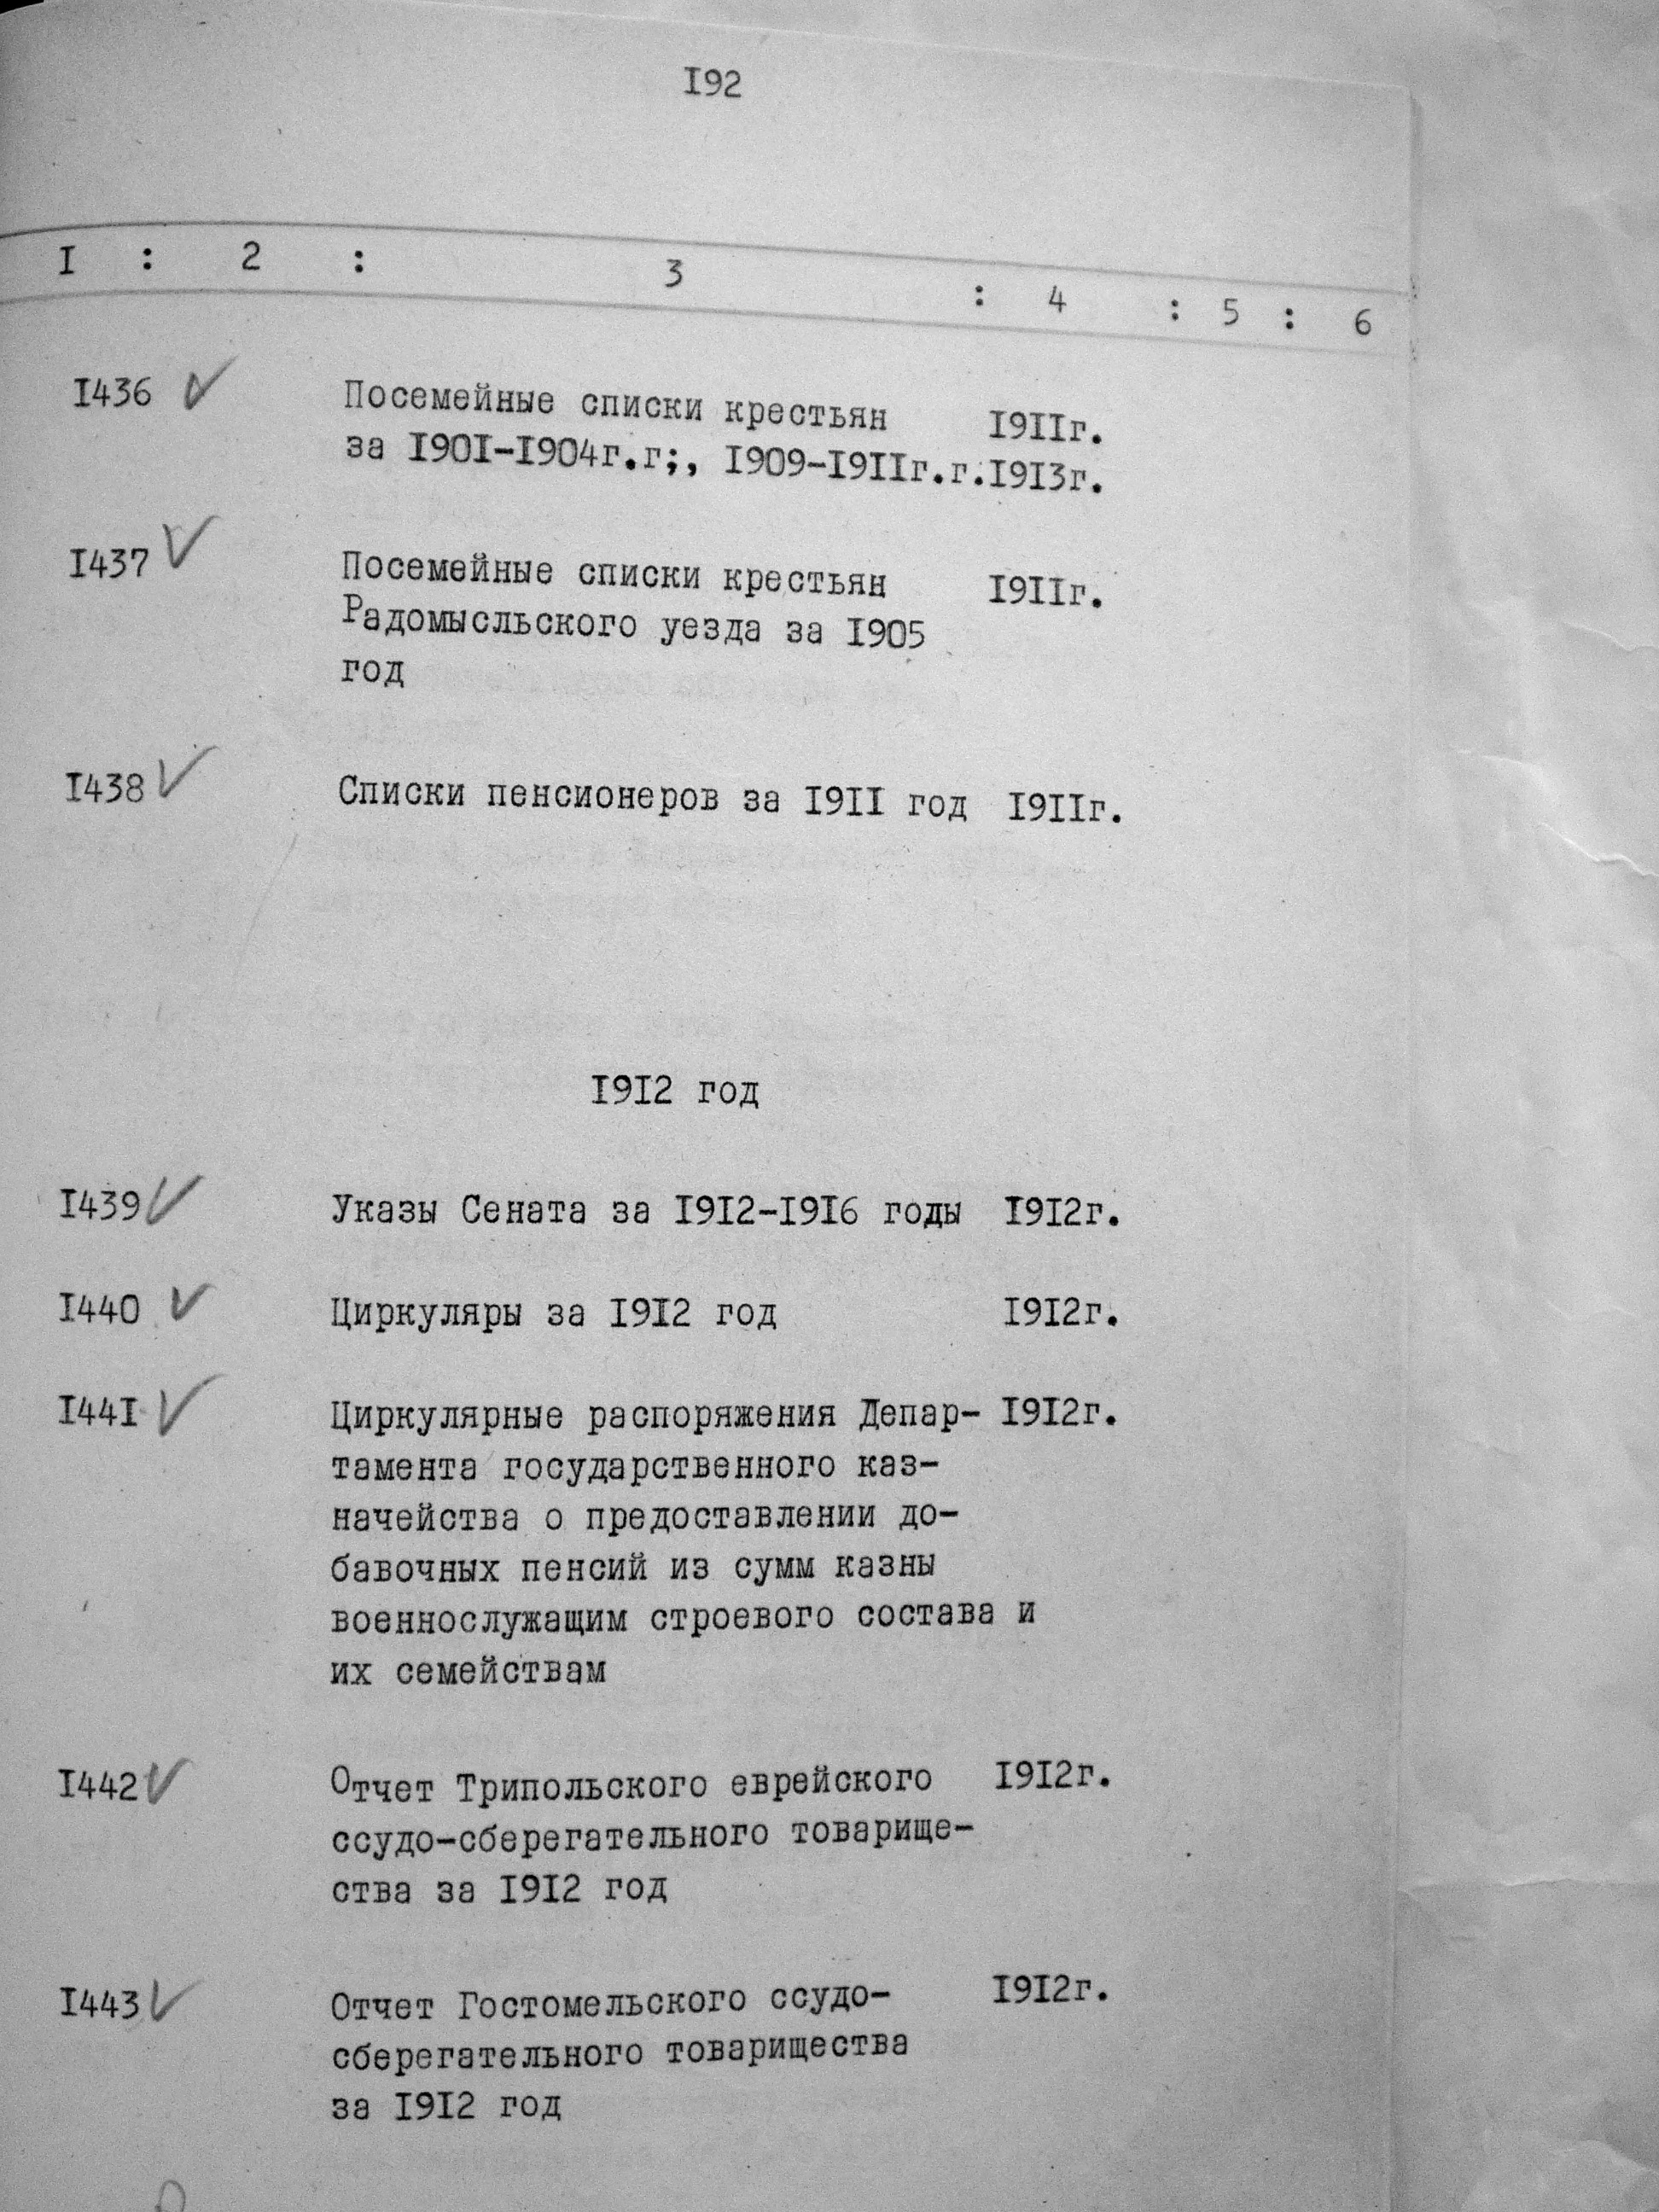 I92
I : 2 : 3 : 4 : 5 : 6
I436 Посемейные списки крестьян I9IIг.
за I90I-I904г.г;, I909-I9IIг.г. I9I3г.
I437 Посемейные списки крестьян I9IIг.
Радомысльского уезда за I905
год
I438 Списки пенсионеров за I9II год I9IIг.
I9I2 год
I439 Указы Сената за I9I2-I9I6 годы I9I2г.
I440 Циркуляры за I9I2 год I9I2г.
I44I Циркулярные распоряжения Депар- I9I2г.
тамента государственного каз-
начейства о предоставлении до-
бавочных пенсий из сумм казны
военнослужащим строевого состава и
их семействам
I442 Отчет Трипольского еврейского I9I2г.
ссудо-сберегательного товарище-
ства за I9I2 год
I443 Отчет Гостомельского ссудо- I9I2г.
сберегательного товарищества
за I9I2 год